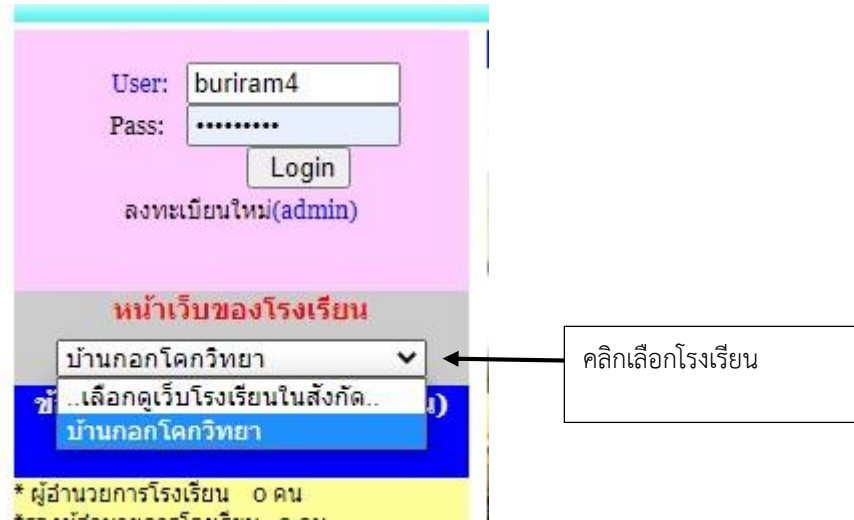 User: buriram4
Pass: •••••••••
Login
ลงทะเบียนใหม่(admin)
หน้าเว็บของโรงเรียน
บ้านกอกโคกวิทยา
คลิกเลือกโรงเรียน
..เลือกดูเว็บโรงเรียนในสังกัด..
บ้านกอกโคกวิทยา
* ผู้อำนวยการโรงเรียน 0 คน